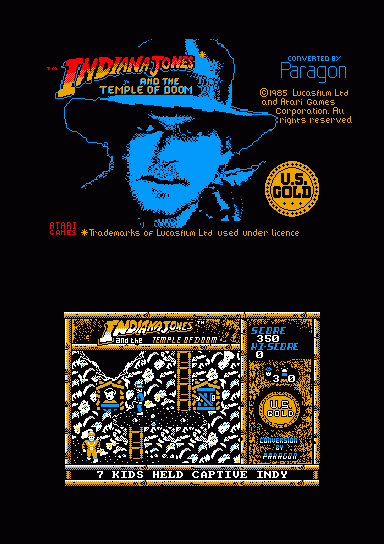 INDIANA JONES™
AND THE
TEMPLE OF DOOM
CONVERTED BY
Paragon
©1985 Lucasfilm Ltd
and Atari Games
Corporation. All
rights reserved
U.S.
GOLD
ATARI
GAMES
*Trademarks of Lucasfilm Ltd used under licence
INDIANA JONES™
and the TEMPLE OF DOOM
SCORE
350
HI-SCORE
0
3 0
U.S
GOLD
CONVERSION
BY
PARAGON
7 KIDS HELD CAPTIVE INDY